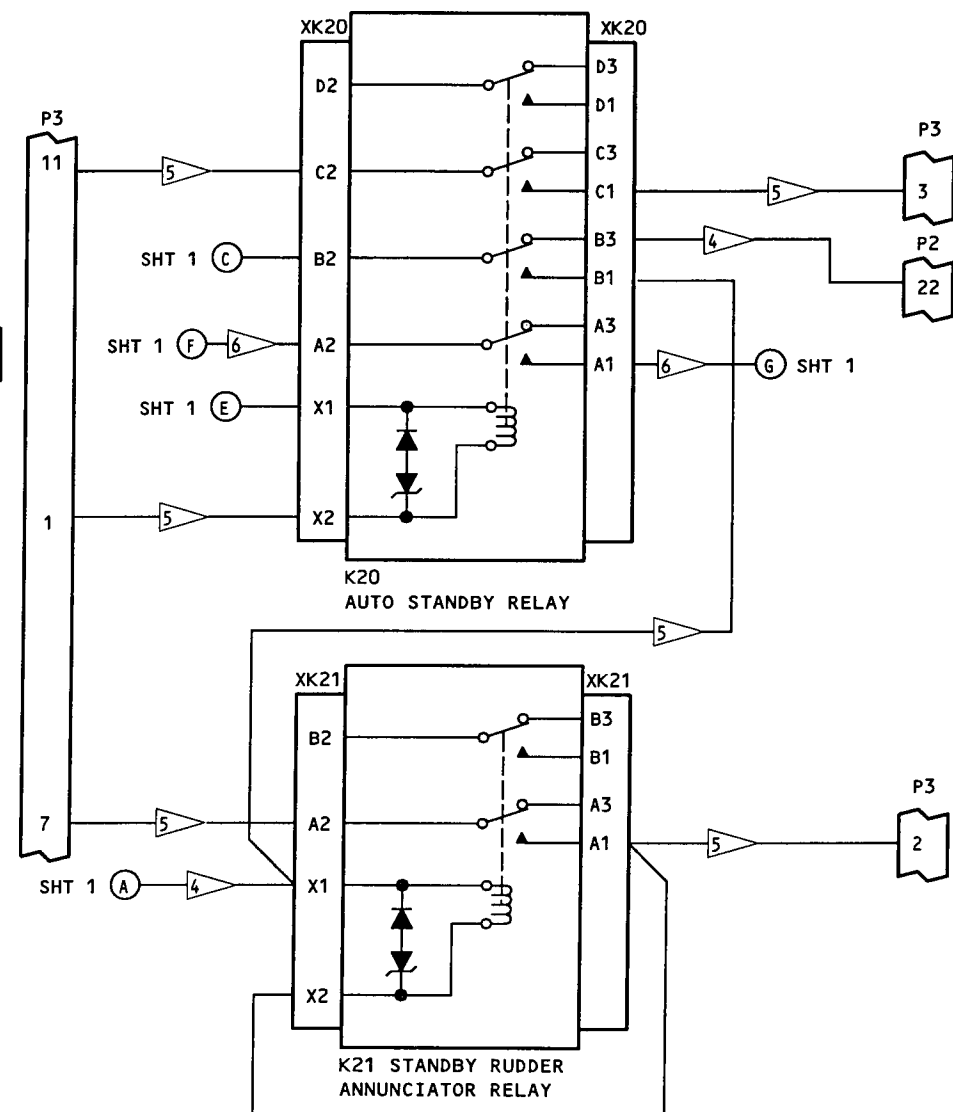 XK20 XK20
D2 D3
D1
P3 P3
11 5 C2 C3
C1 5 3
SHT 1 C B2 B3 4 P2
B1 22
SHT 1 F 6 A2 A3
A1 6 G SHT 1
SHT 1 E X1
1 5 X2
K20
AUTO STANDBY RELAY
5
XK21 XK21
B2 B3
B1
P3
7 5 A2 A3
A1 5 2
SHT 1 A 4 X1
X2
K21 STANDBY RUDDER
ANNUNCIATOR RELAY